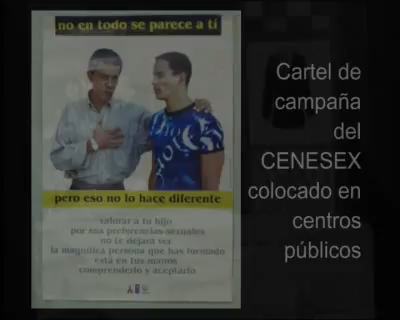 no en todo se parece a tí
pero eso no lo hace diferente
valorar a tu hijo
por sus preferencias sexuales
no te dejará ver
la magnífica persona que has formado
está en tus manos
comprenderlo y aceptarlo
Cartel de
campaña
del
CENESEX
colocado en
centros
públicos